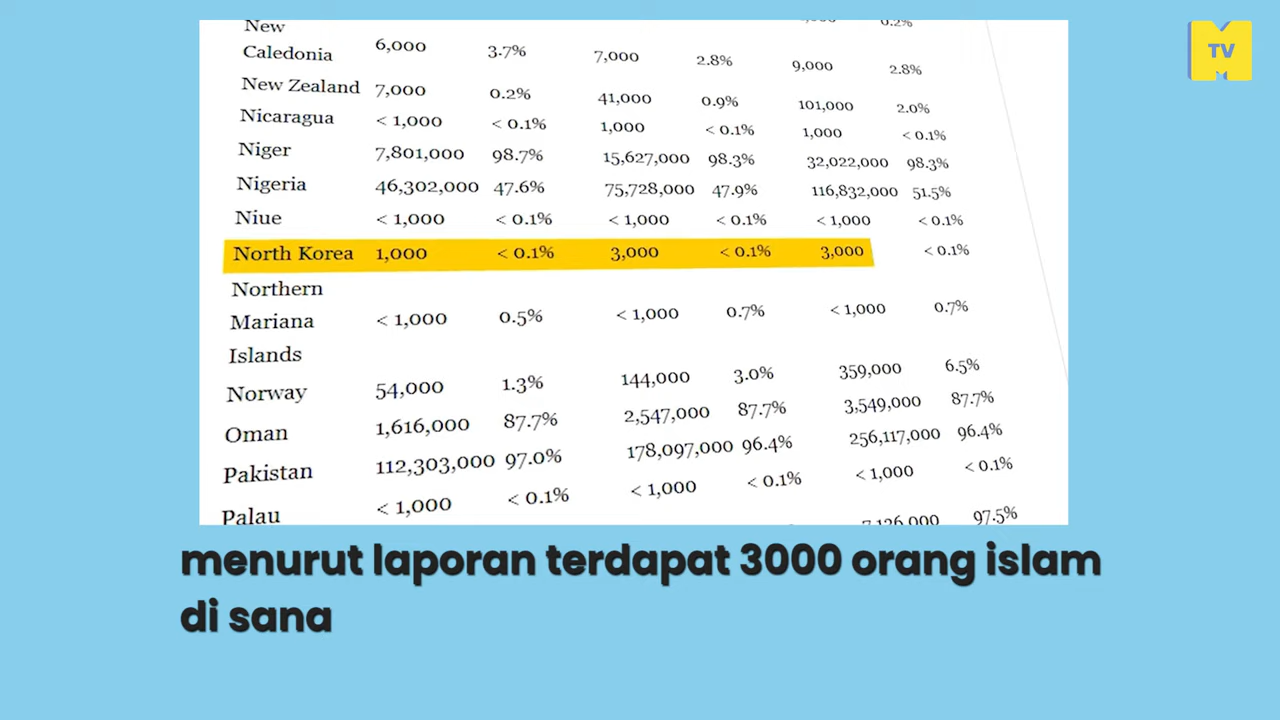 New
Caledonia 6,000 3.7% 7,000 2.8% 9,000 2.8%
0.2%
TV
New Zealand 7,000 0.2% 41,000 0.9% 101,000 2.0%
Nicaragua < 1,000 < 0.1% 1,000 < 0.1% 1,000 < 0.1%
Niger 7,801,000 98.7% 15,627,000 98.3% 32,022,000 98.3%
Nigeria 46,302,000 47.6% 75,728,000 47.9% 116,832,000 51.5%
Niue < 1,000 < 0.1% < 1,000 < 0.1% < 1,000 < 0.1%
North Korea 1,000 < 0.1% 3,000 < 0.1% 3,000 < 0.1%
Northern
Mariana < 1,000 0.5% < 1,000 0.7% < 1,000 0.7%
Islands
Norway 54,000 1.3% 144,000 3.0% 359,000 6.5%
Oman 1,616,000 87.7% 2,547,000 87.7% 3,549,000 87.7%
Pakistan 112,303,000 97.0% 178,097,000 96.4% 256,117,000 96.4%
Palau < 1,000 < 0.1% < 1,000 < 0.1% < 1,000 < 0.1%
97.5%
menurut laporan terdapat 3000 orang islam
di sana